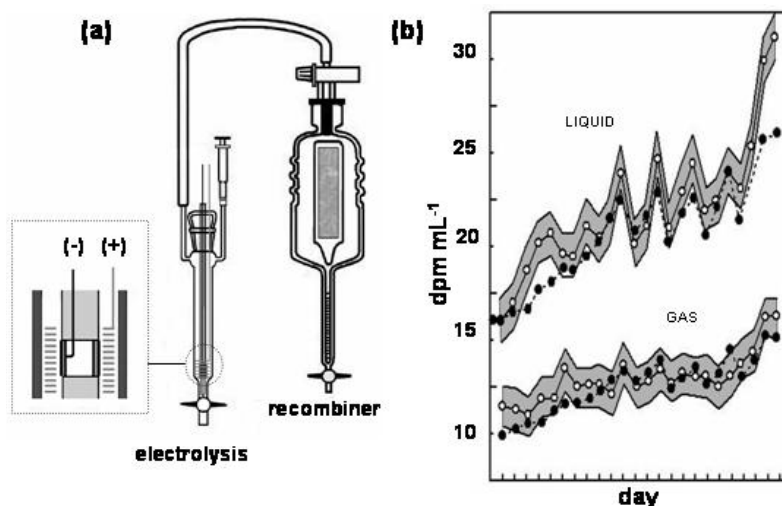 (a)
(b)
30
LIQUID
25
dpm mL⁻¹
(-) (+)
20
GAS
15
recombiner
10
electrolysis
day